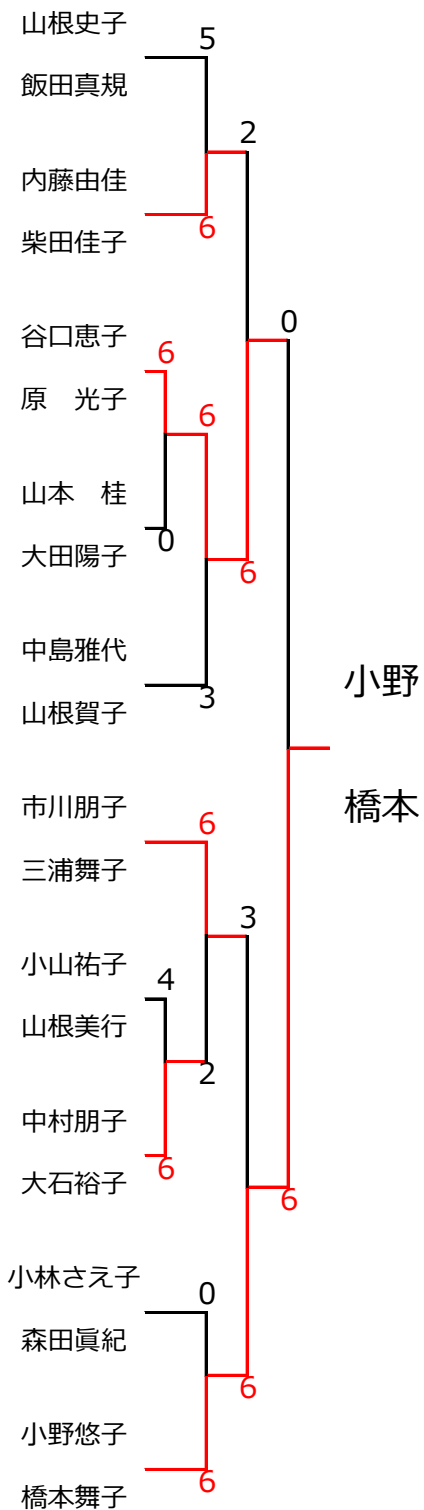 山根史子
5
飯田真規
2
内藤由佳
6
柴田佳子
0
谷口恵子
6
原　光子
6
山本　桂
0
大田陽子
6
中島雅代
3
山根賀子
小野
橋本
市川朋子
6
三浦舞子
3
小山祐子
4
山根美行
2
中村朋子
6
大石裕子
6
小林さえ子
0
森田眞紀
6
小野悠子
6
橋本舞子